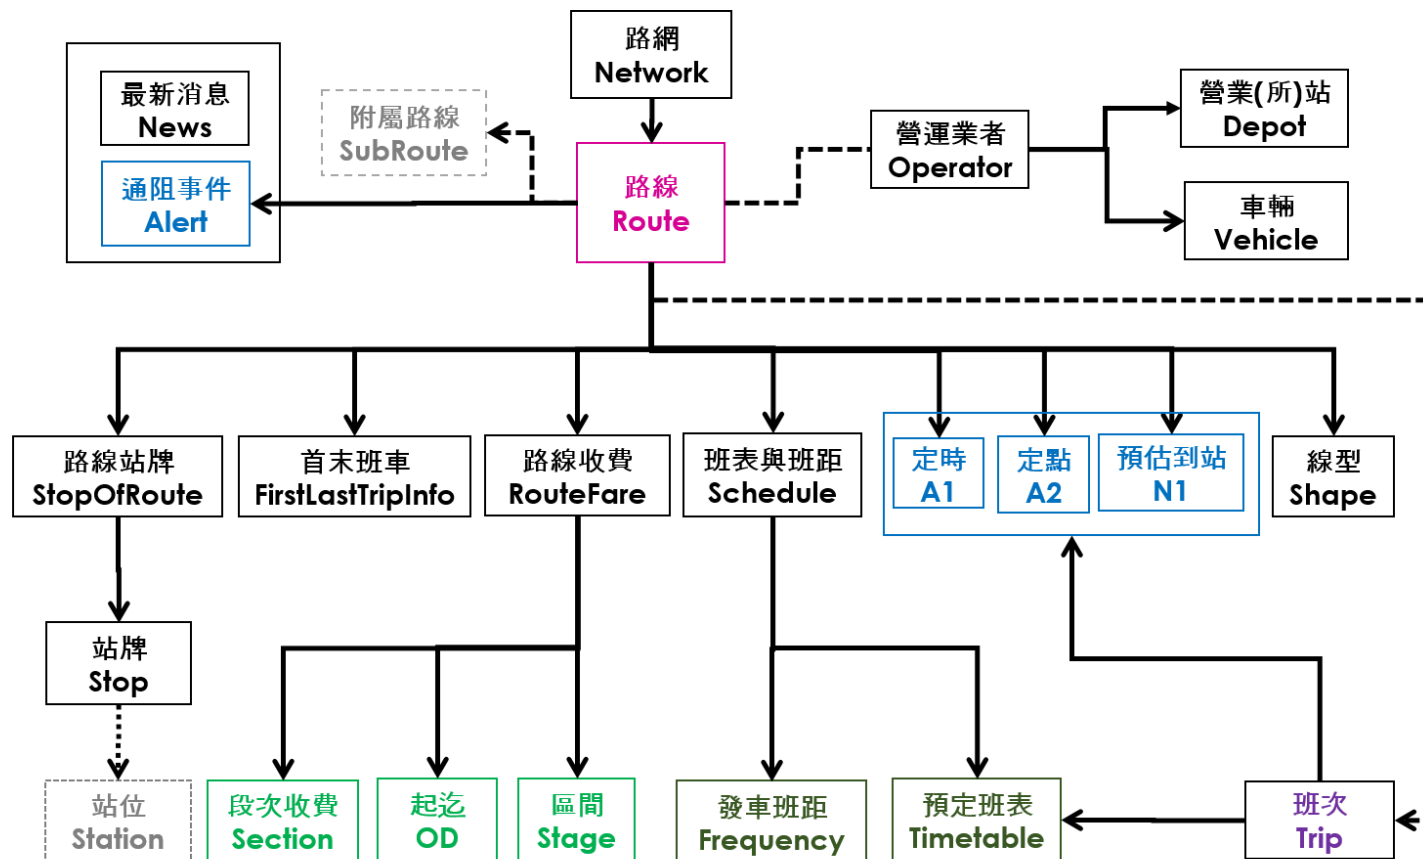 路網
Network
最新消息
News
附屬路線
SubRoute
營運業者
Operator
營業(所)站
Depot
通阻事件
Alert
路線
Route
車輛
Vehicle
路線站牌
StopOfRoute
首末班車
FirstLastTripInfo
路線收費
RouteFare
班表與班距
Schedule
定時
A1
定點
A2
預估到站
N1
線型
Shape
站牌
Stop
站位
Station
段次收費
Section
起迄
OD
區間
Stage
發車班距
Frequency
預定班表
Timetable
班次
Trip